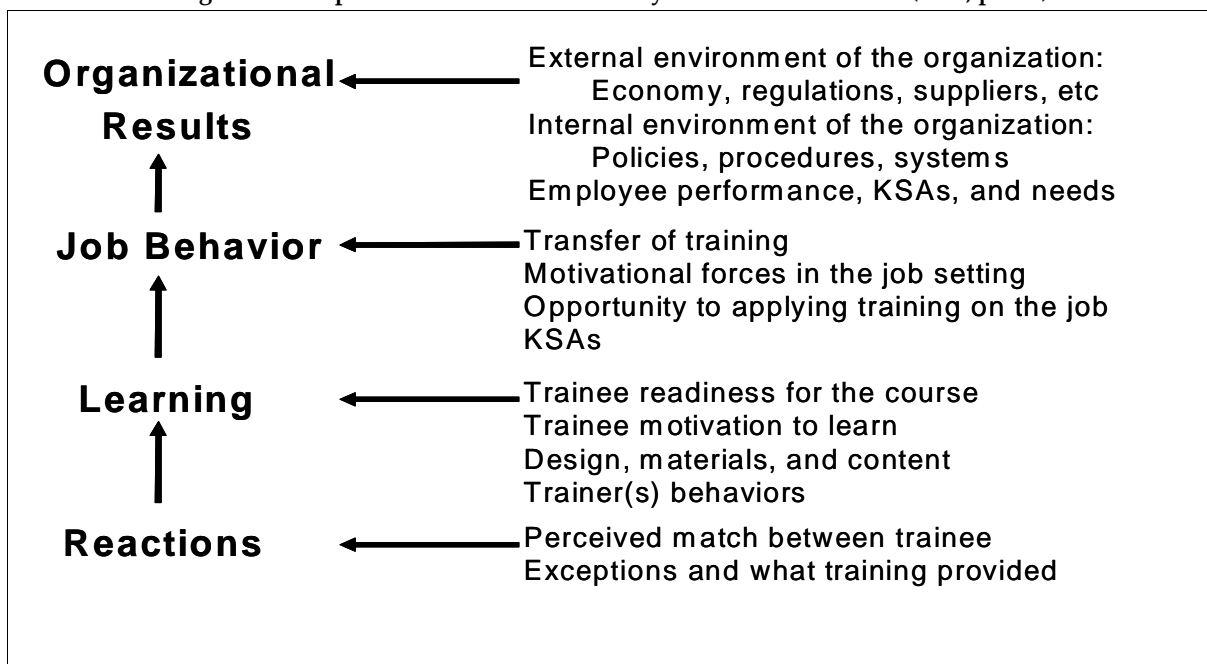 Organizational
Results
External environment of the organization:
Economy, regulations, suppliers, etc
Internal environment of the organization:
Policies, procedures, systems
Employee performance, KSAs, and needs
Job Behavior
Transfer of training
Motivational forces in the job setting
Opportunity to applying training on the job
KSAs
Learning
Trainee readiness for the course
Trainee motivation to learn
Design, materials, and content
Trainer(s) behaviors
Reactions
Perceived match between trainee
Exceptions and what training provided